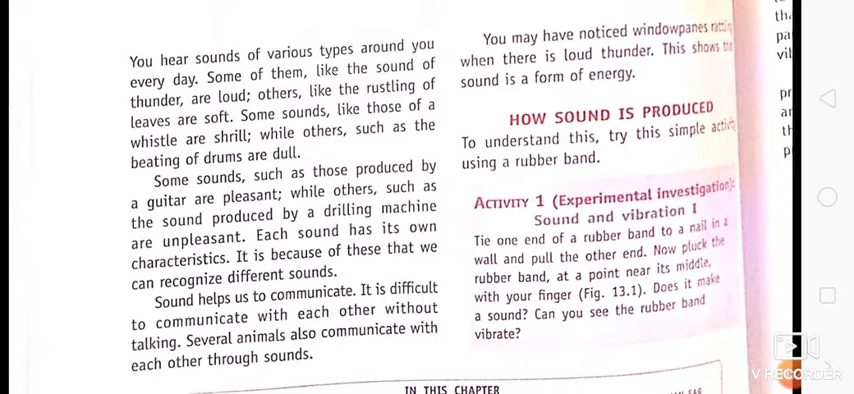 You hear sounds of various types around you
every day. Some of them, like the sound of
thunder, are loud; others, like the rustling of
leaves are soft. Some sounds, like those of a
whistle are shrill; while others, such as the
beating of drums are dull.
Some sounds, such as those produced by
a guitar are pleasant; while others, such as
the sound produced by a drilling machine
are unpleasant. Each sound has its own
characteristics. It is because of these that we
can recognize different sounds.
Sound helps us to communicate. It is difficult
to communicate with each other without
talking. Several animals also communicate with
each other through sounds.
You may have noticed windowpanes
when there is loud thunder. This shows
sound is a form of energy.
HOW SOUND IS PRODUCED
To understand this, try this simple
using a rubber band.
ACTIVITY 1 (Experimental investigation):
Sound and vibration I
Tie one end of a rubber band to a nail in a
wall and pull the other end. Now pluck the
rubber band, at a point near its middle,
with your finger (Fig. 13.1). Does it make
a sound? Can you see the rubber band
vibrate?
IN THIS CHAPTER
V RECORDER